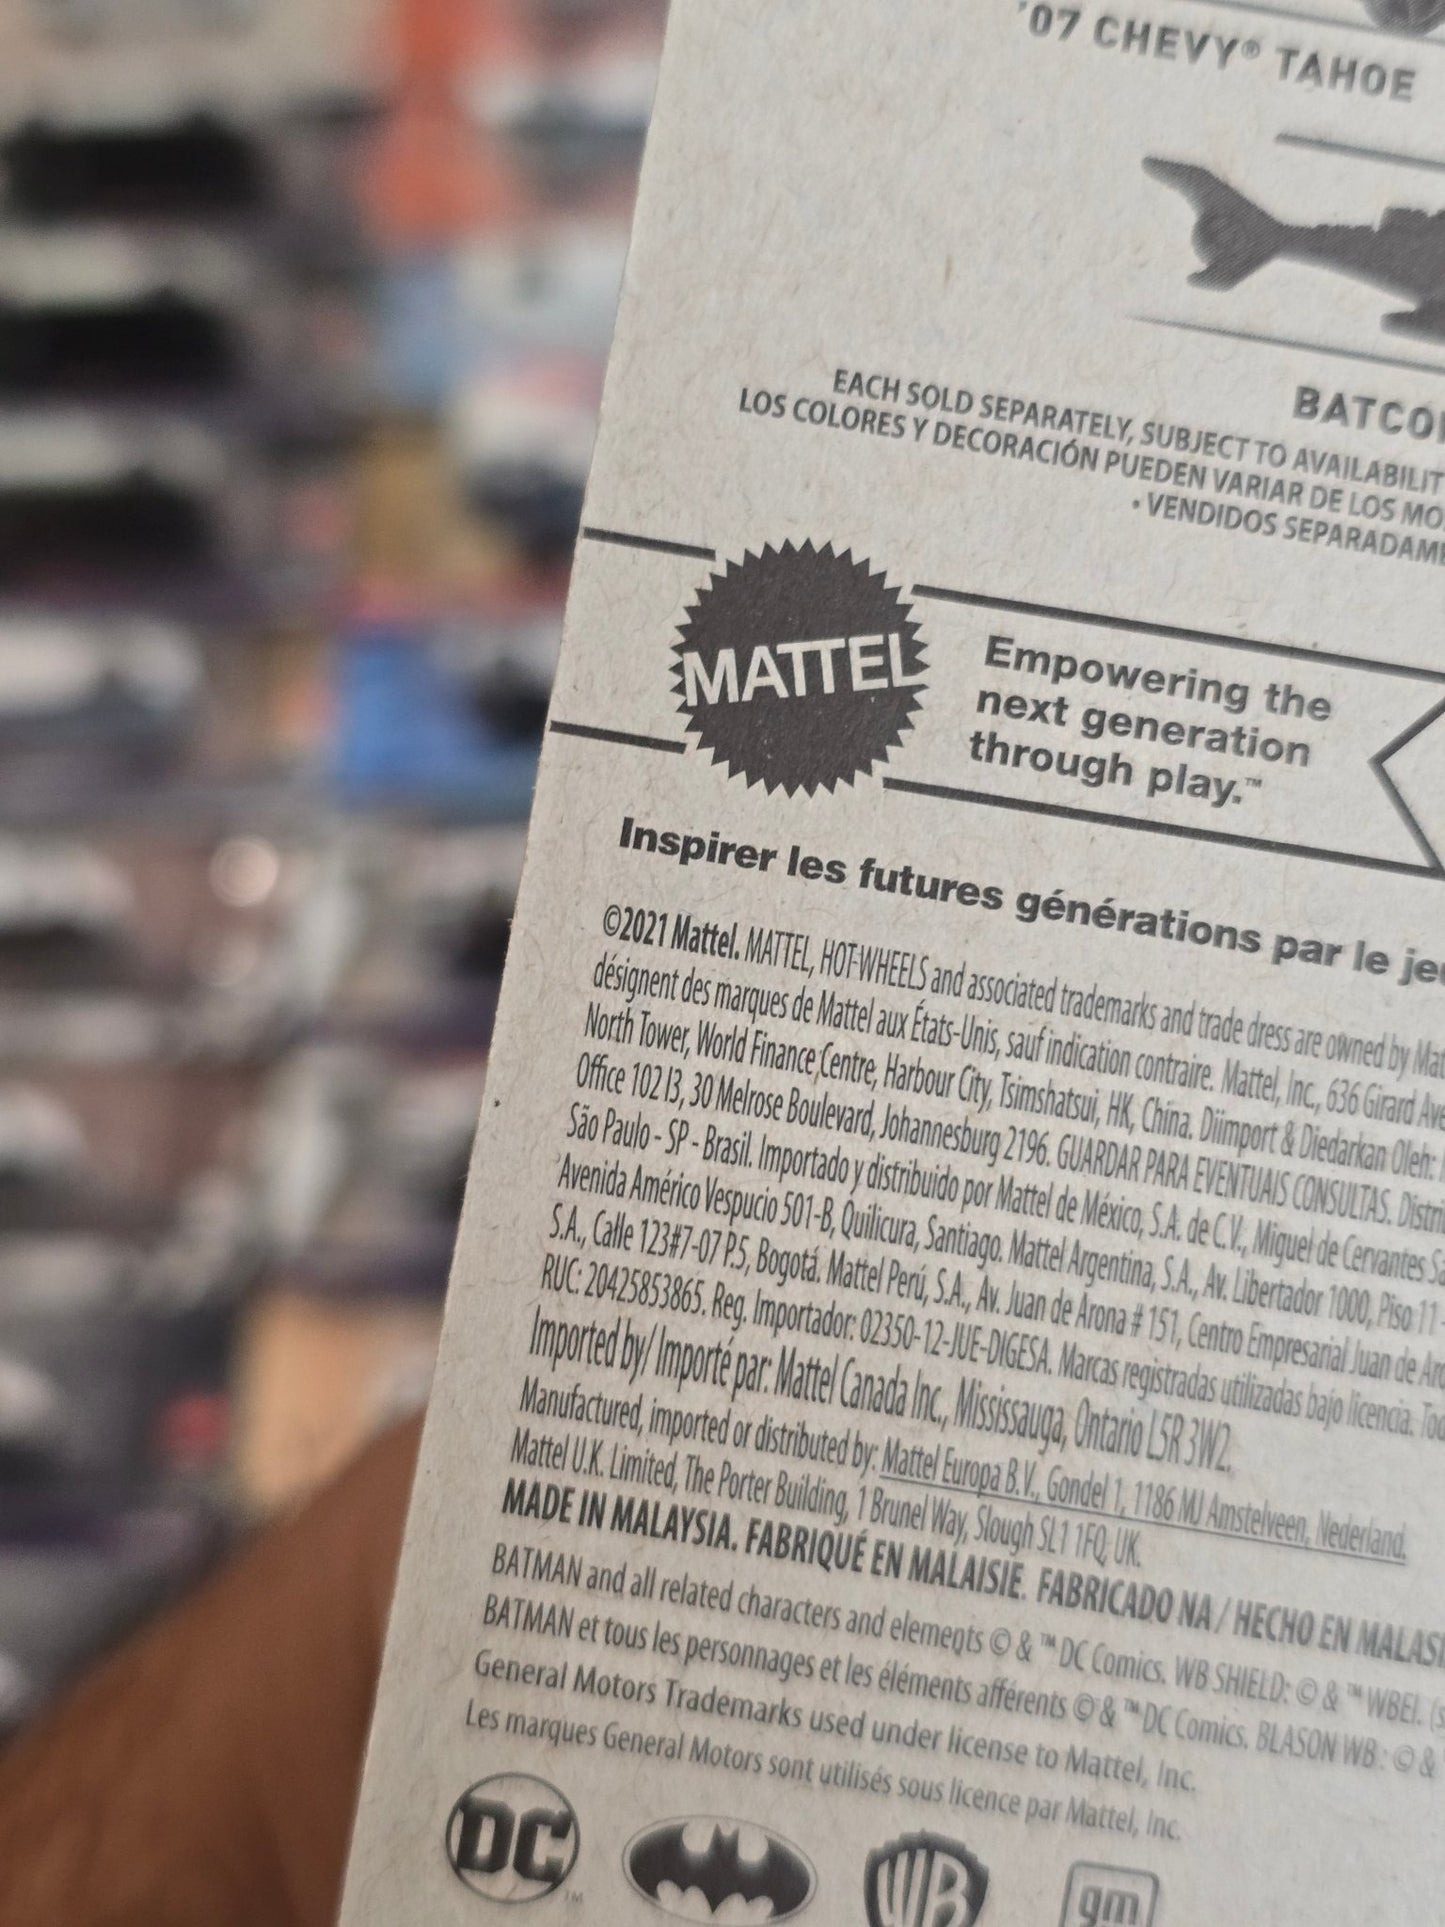 '07 CHEVY® TAHOE
EACH SOLD SEPARATELY, SUBJECT TO AVAILABILIT
LOS COLORES Y DECORACIÓN PUEDEN VARIAR DE LOS MO
• VENDIDOS SEPARADAM
MATTEL
Empowering the
next generation
through play.™
Inspirer les futures générations par le jeu
©2021 Mattel. MATTEL, HOT WHEELS and associated trademarks and trade dress are owned by Mat
désignent des marques de Mattel aux États-Unis, sauf indication contraire. Mattel, Inc., 636 Girard Ave
North Tower, World Finance Centre, Harbour City, Tsimshatsui, HK, China. Diimport & Diedarkan Oleh:
Office 102 I3, 30 Melrose Boulevard, Johannesburg 2196. GUARDAR PARA EVENTUAIS CONSULTAS. Distri
São Paulo - SP - Brasil. Importado y distribuido por Mattel de México, S.A. de C.V., Miguel de Cervantes Sa
Avenida Américo Vespucio 501-B, Quilicura, Santiago. Mattel Argentina, S.A., Av. Libertador 1000, Piso 11 -
S.A., Calle 123#7-07 P.5, Bogotá. Mattel Perú, S.A., Av. Juan de Arona # 151, Centro Empresarial Juan de Aro
RUC: 20425853865. Reg. Importador: 02350-12-JUE-DIGESA. Marcas registradas utilizadas bajo licencia. Tod
Imported by/ Importé par: Mattel Canada Inc., Mississauga, Ontario L5R 3W2.
Manufactured, imported or distributed by: Mattel Europa B.V., Gondel 1, 1186 MJ Amstelveen, Nederland.
Mattel U.K. Limited, The Porter Building, 1 Brunel Way, Slough SL1 1FQ, UK.
MADE IN MALAYSIA. FABRIQUÉ EN MALAISIE. FABRICADO NA / HECHO EN MALASI
BATMAN and all related characters and elements © & ™ DC Comics. WB SHIELD: © & ™ WBEI. (s
BATMAN et tous les personnages et les éléments afférents © & ™ DC Comics. BLASON WB : © &
General Motors Trademarks used under license to Mattel, Inc.
Les marques General Motors sont utilisés sous licence par Mattel, Inc.
DC™
WB
gm